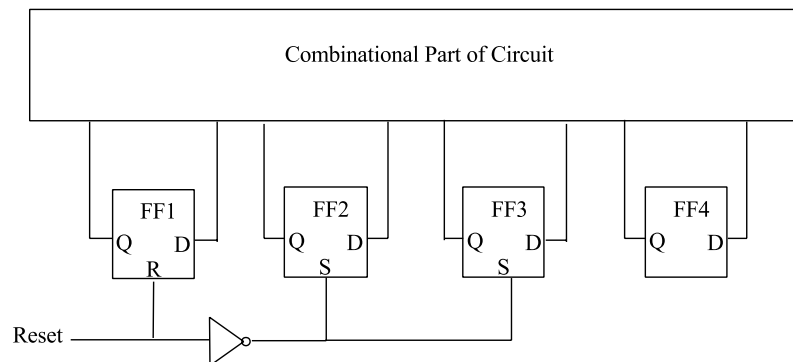 Combinational Part of Circuit
FF1
Q D
R
FF2
Q D
S
FF3
Q D
S
FF4
Q D
Reset